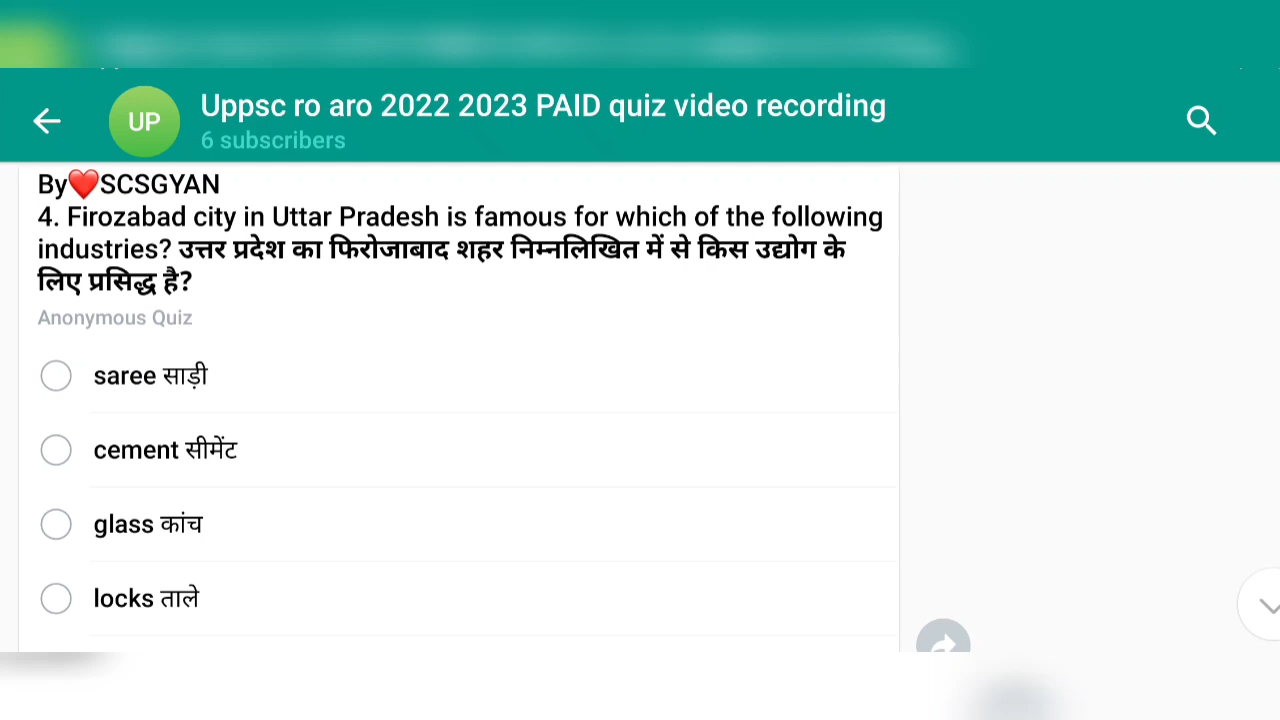 UP
Uppsc ro aro 2022 2023 PAID quiz video recording
6 subscribers
By❤️SCSGYAN
4. Firozabad city in Uttar Pradesh is famous for which of the following
industries? उत्तर प्रदेश का फिरोजाबाद शहर निम्नलिखित में से किस उद्योग के
लिए प्रसिद्ध है?
Anonymous Quiz
saree साड़ी
cement सीमेंट
glass कांच
locks ताले